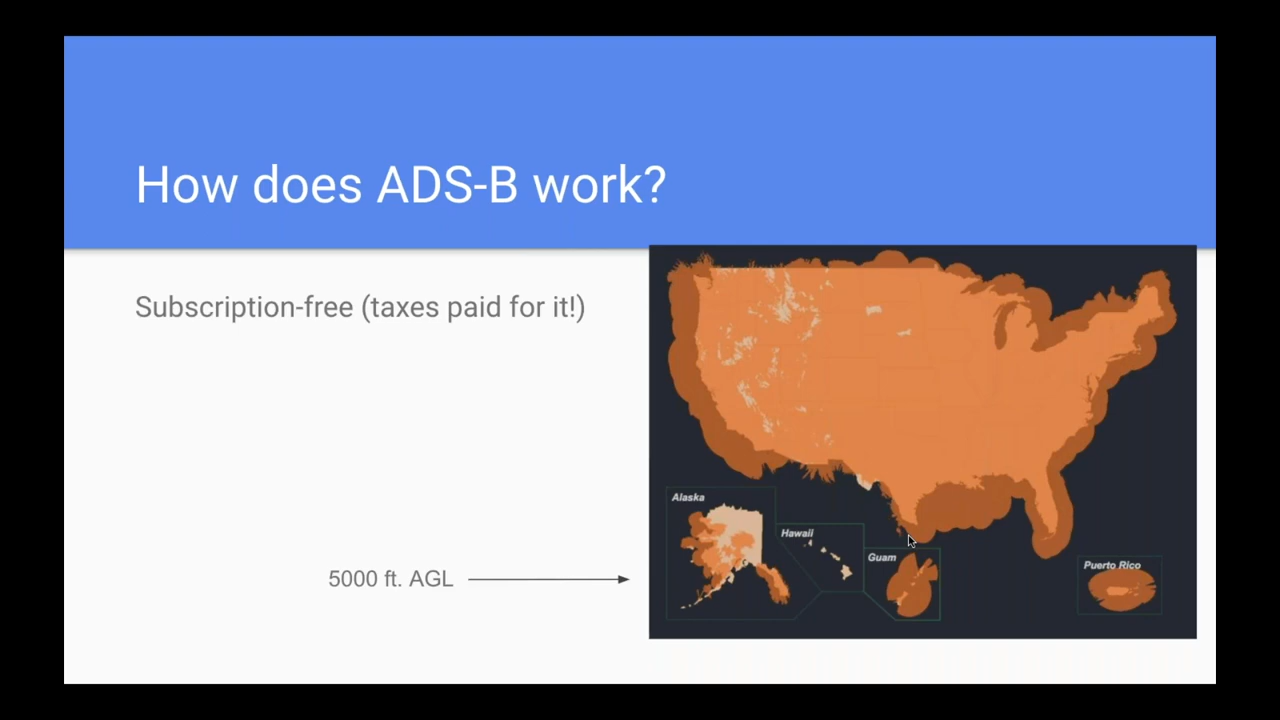 How does ADS-B work?
Subscription-free (taxes paid for it!)
5000 ft. AGL
Alaska
Hawaii
Guam
Puerto Rico